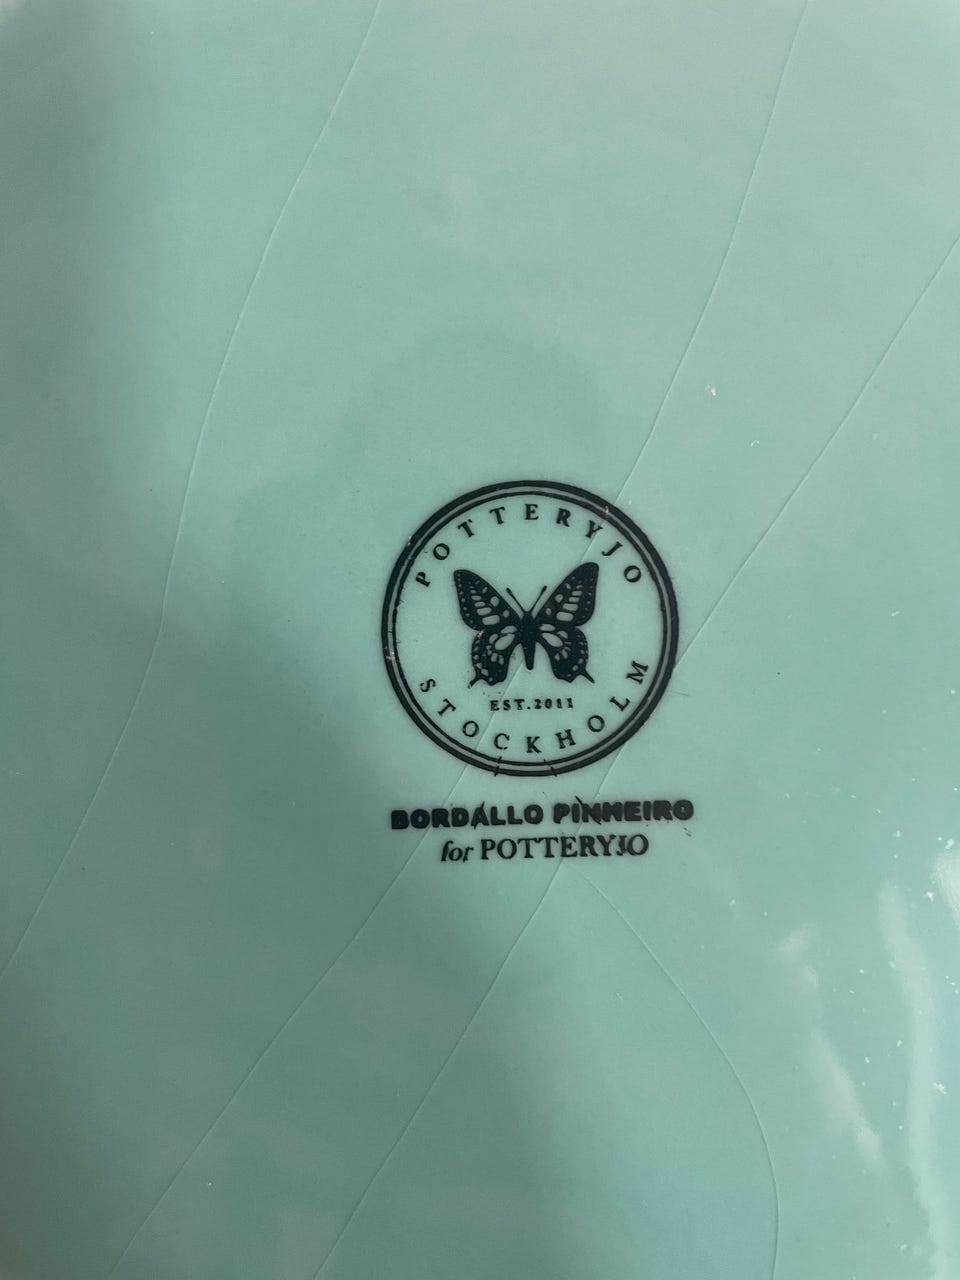 POTTERYJO
EST.2011
STOCKHOLM
BORDALLO PINHEIRO
for POTTERYJO